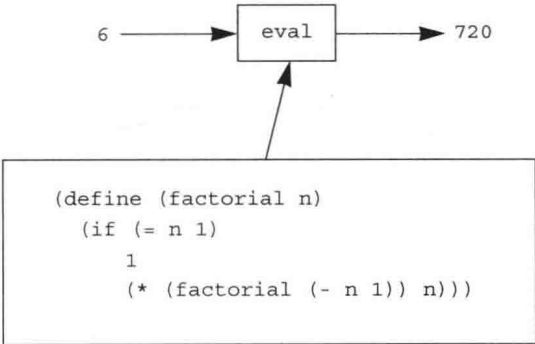 6 eval 720
(define (factorial n)
(if (= n 1)
1
(* (factorial (- n 1)) n)))